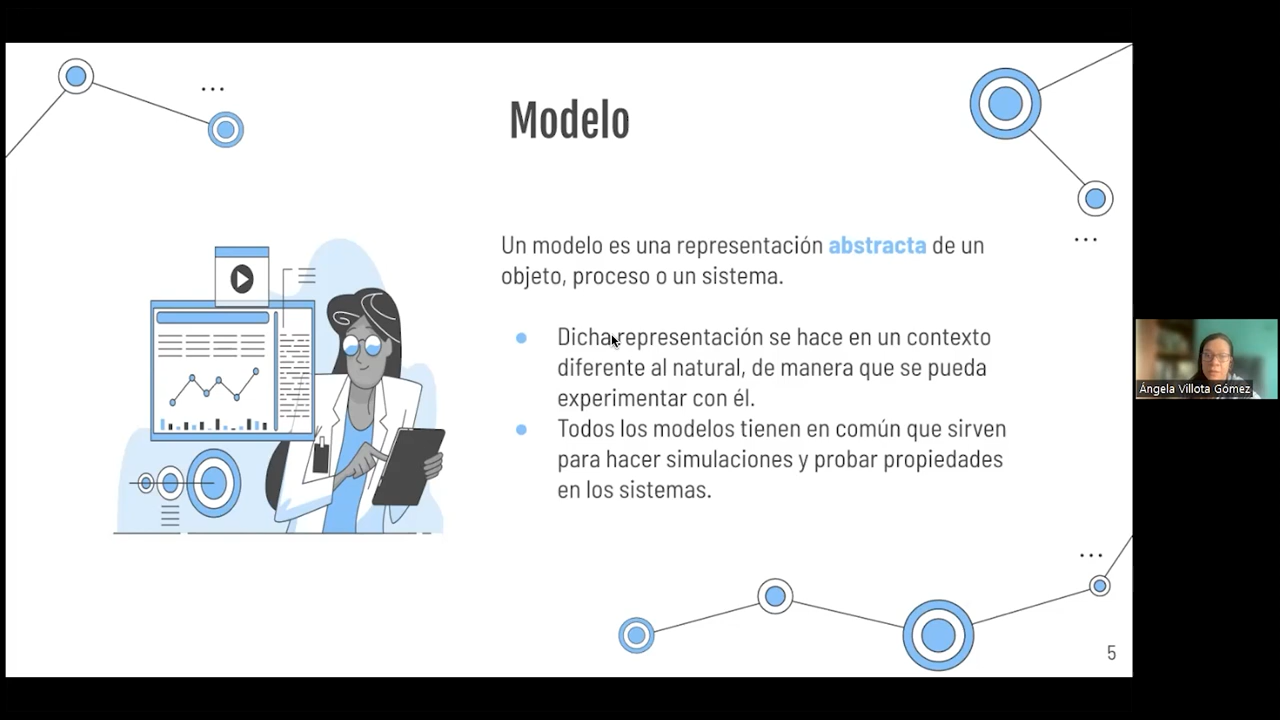 Modelo
Un modelo es una representación abstracta de un
objeto, proceso o un sistema.
● Dicha representación se hace en un contexto
diferente al natural, de manera que se pueda
experimentar con él.
● Todos los modelos tienen en común que sirven
para hacer simulaciones y probar propiedades
en los sistemas.
5
Ángela Villota Gómez